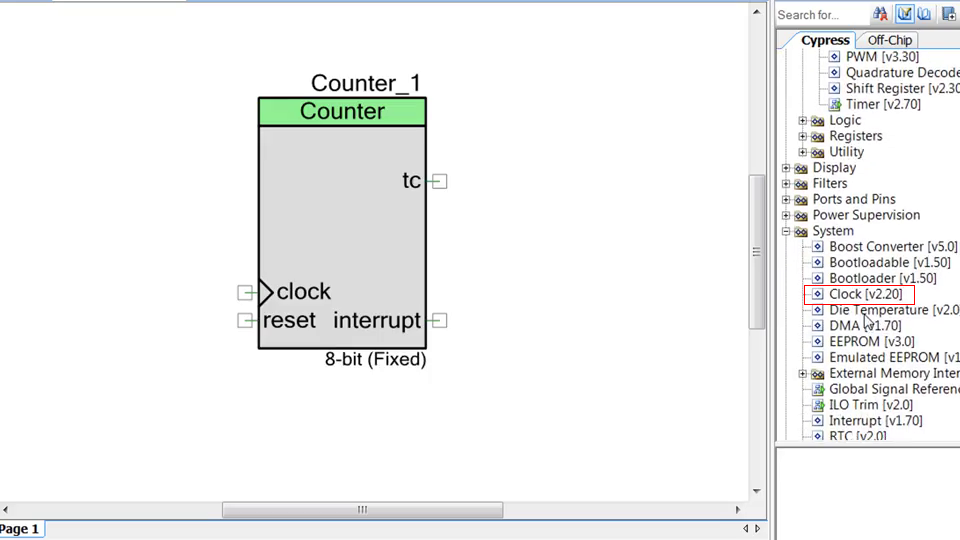 Search for...
Cypress
Off-Chip
PWM [v3.30]
Quadrature Decode
Shift Register [v2.30
Timer [v2.70]
Logic
Registers
Utility
Display
Filters
Ports and Pins
Power Supervision
System
Boost Converter [v5.0]
Bootloadable [v1.50]
Bootloader [v1.50]
Clock [v2.20]
Die Temperature [v2.0
DMA [v1.70]
EEPROM [v3.0]
Emulated EEPROM [v1
External Memory Inter
Global Signal Referenc
ILO Trim [v2.0]
Interrupt [v1.70]
RTC [v2.0]
Counter_1
Counter
tc
clock
reset interrupt
8-bit (Fixed)
Page 1